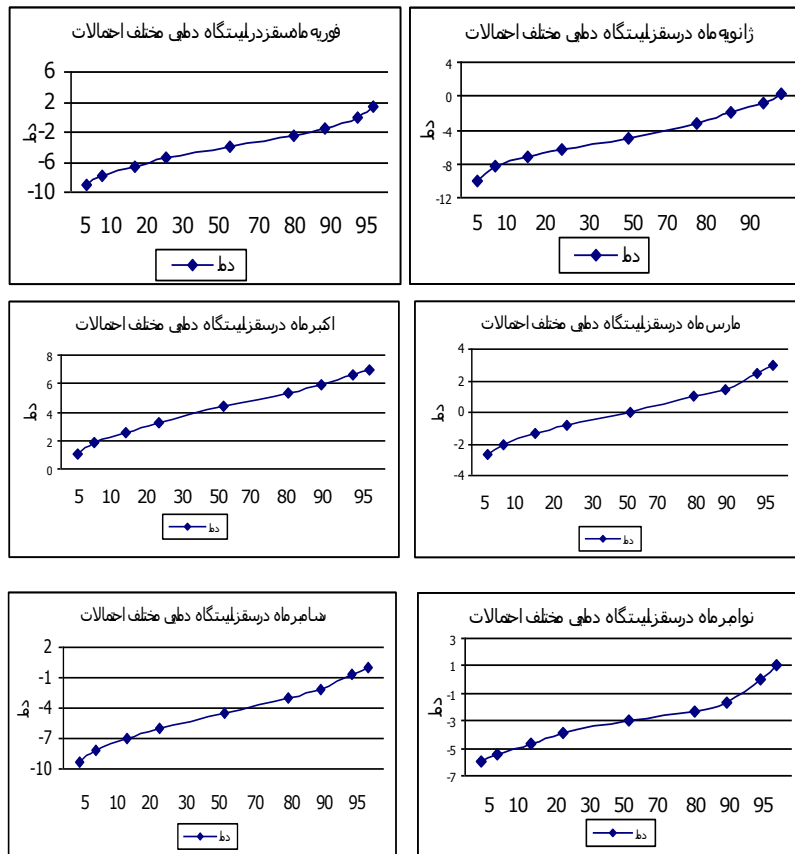 فوریه ماه سقز در ایستگاه دمای مختلف احتمالات
6
2
-2
-6
-10
دما
5 10 20 30 50 70 80 90 95
دما
ژانویه ماه در سقز ایستگاه دمای مختلف احتمالات
4
0
-4
-8
-12
دما
5 10 20 30 50 70 80 90
دما
اکتبر ماه در سقز ایستگاه دمای مختلف احتمالات
8
6
4
2
0
دما
5 10 20 30 50 70 80 90 95
دما
مارس ماه در سقز ایستگاه دمای مختلف احتمالات
4
2
0
-2
-4
دما
5 10 20 30 50 70 80 90 95
دما
دسامبر ماه در سقز ایستگاه دمای مختلف احتمالات
2
-1
-4
-7
-10
دما
5 10 20 30 50 70 80 90 95
دما
نوامبر ماه در سقز ایستگاه دمای مختلف احتمالات
3
1
-1
-3
-5
-7
دما
5 10 20 30 50 70 80 90 95
دما